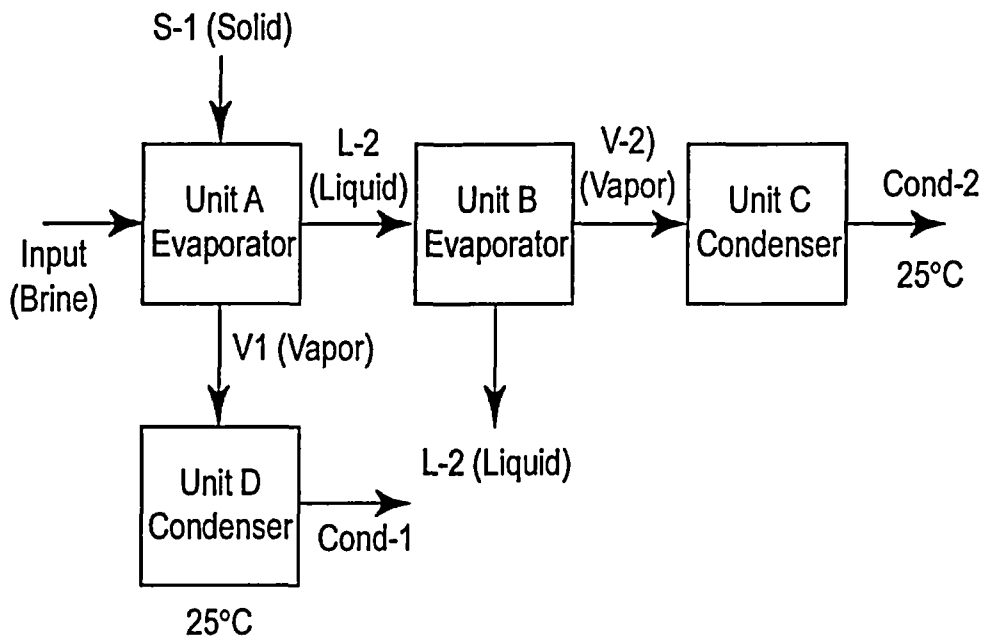 S-1 (Solid)
Input
(Brine)
Unit A
Evaporator
L-2
(Liquid)
Unit B
Evaporator
V-2)
(Vapor)
Unit C
Condenser
Cond-2
25°C
V1 (Vapor)
L-2 (Liquid)
Unit D
Condenser
Cond-1
25°C